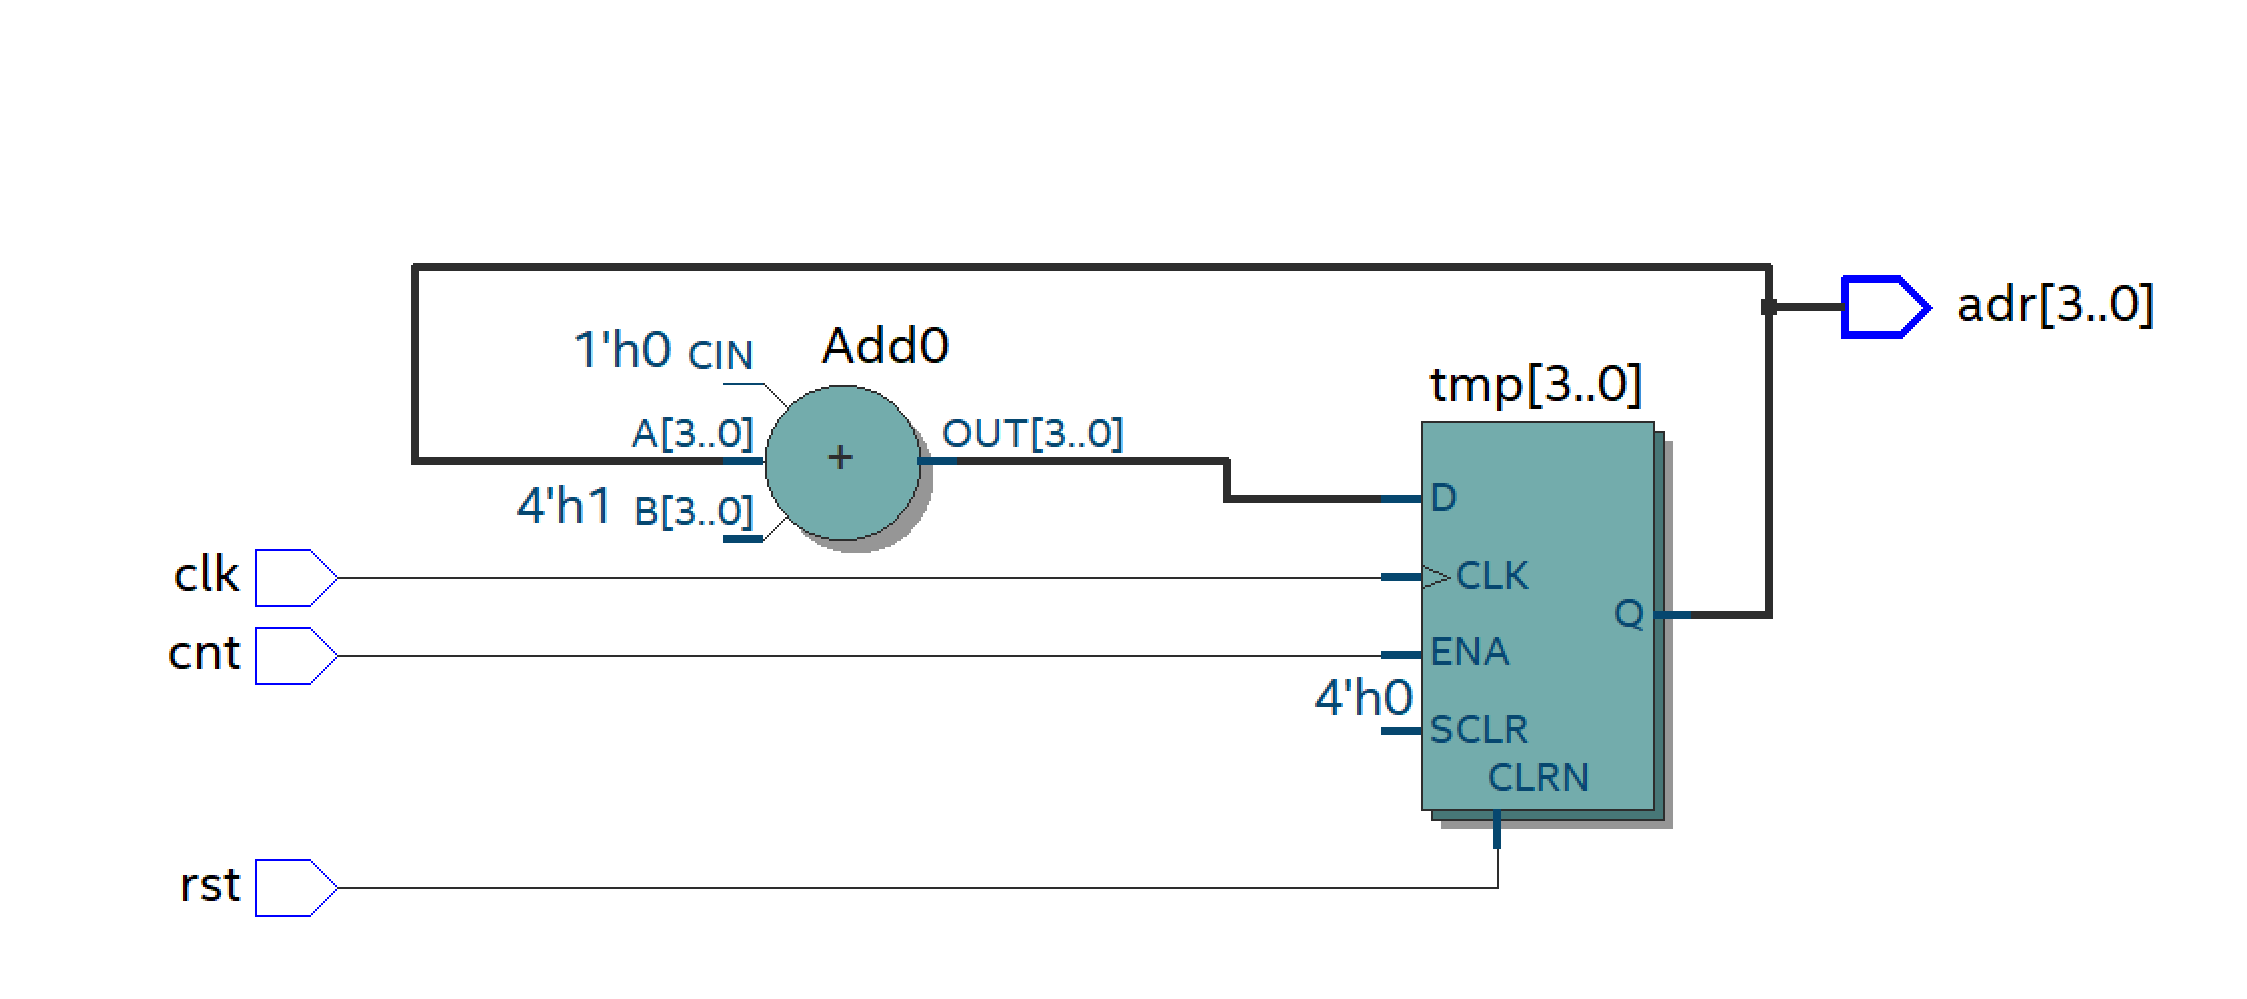 adr[3..0]
1'h0 CIN
Add0
tmp[3..0]
A[3..0]
+
OUT[3..0]
4'h1 B[3..0]
D
clk
CLK
Q
cnt
ENA
4'h0
SCLR
CLRN
rst